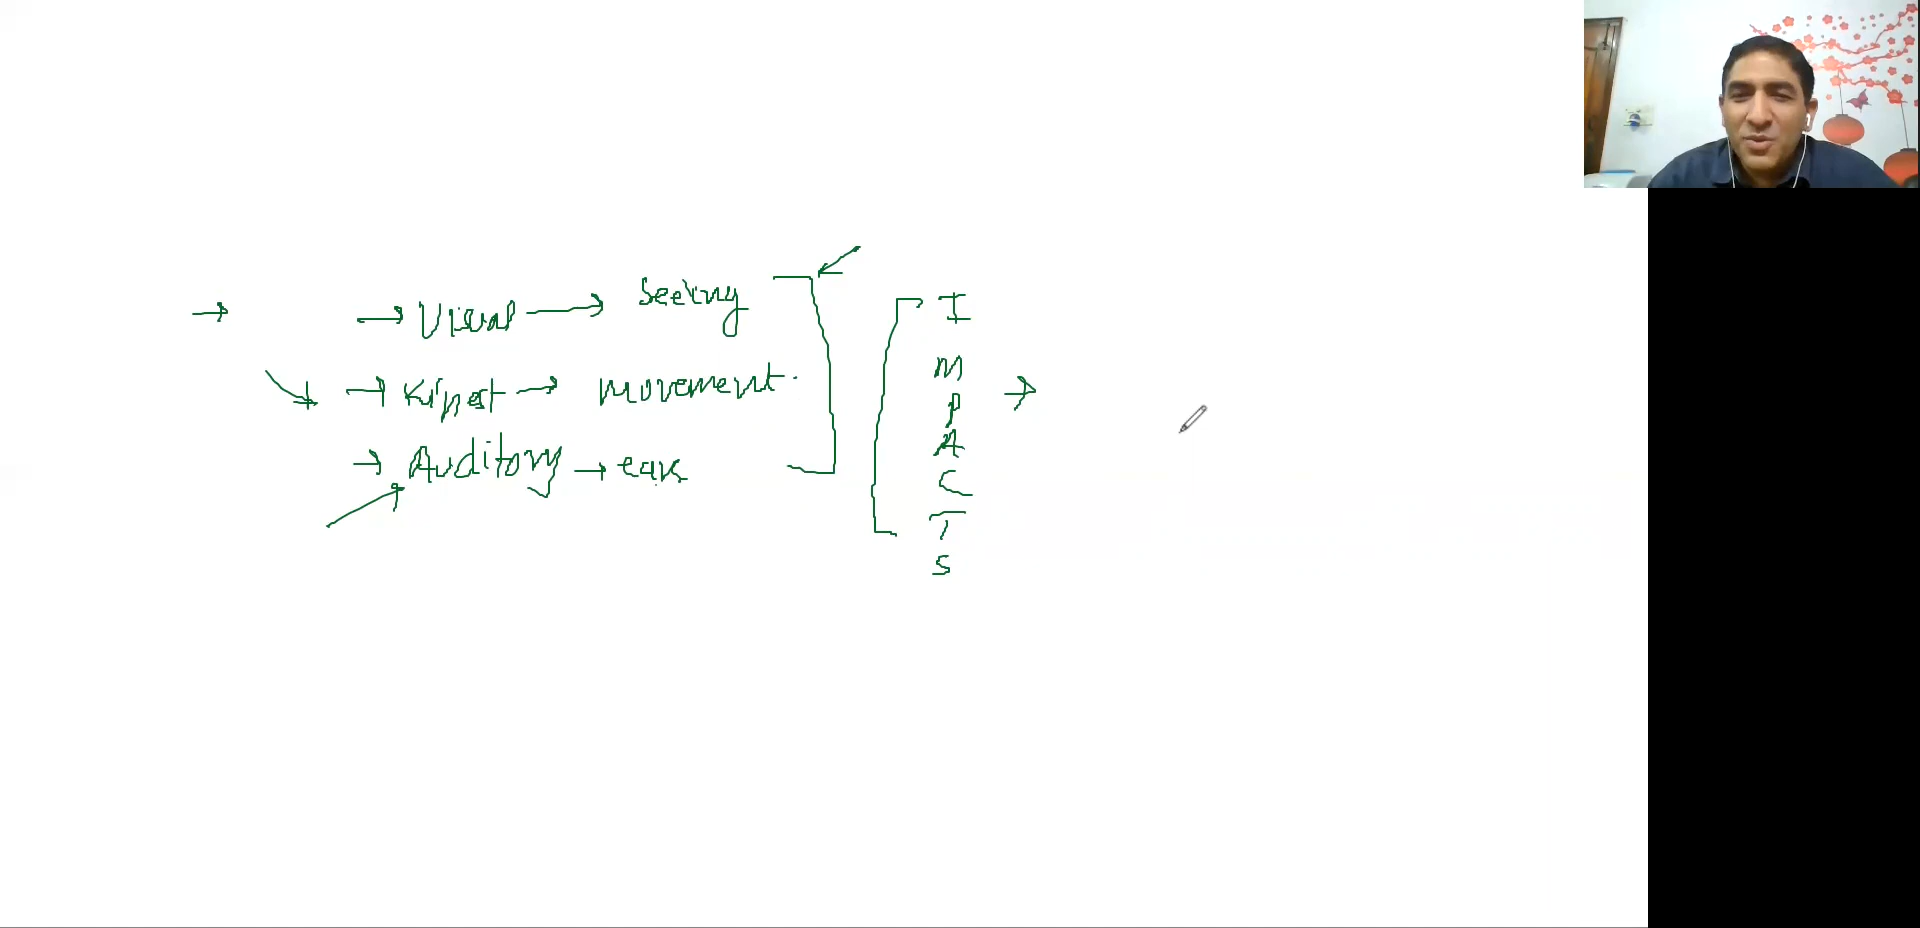 → → Visual → Seeing
→ Kinest → movement.
→ Auditory → ears
I
M
P →
A
C
T
S